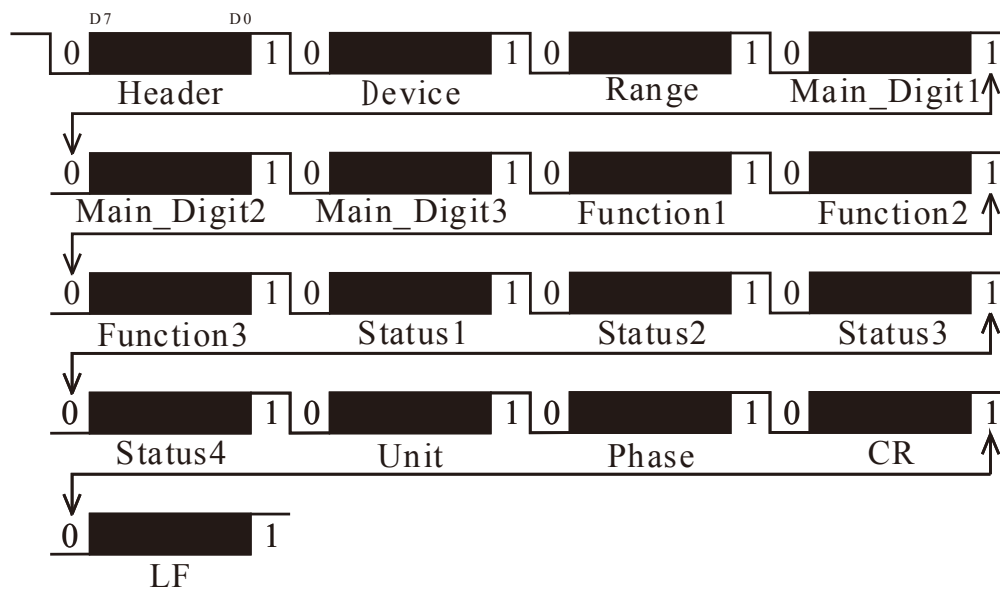 D7 D0
0 1 0 1 0 1 0 1
Header Device Range Main_Digit1
0 1 0 1 0 1 0 1
Main_Digit2 Main_Digit3 Function1 Function2
0 1 0 1 0 1 0 1
Function3 Status1 Status2 Status3
0 1 0 1 0 1 0 1
Status4 Unit Phase CR
0 1
LF